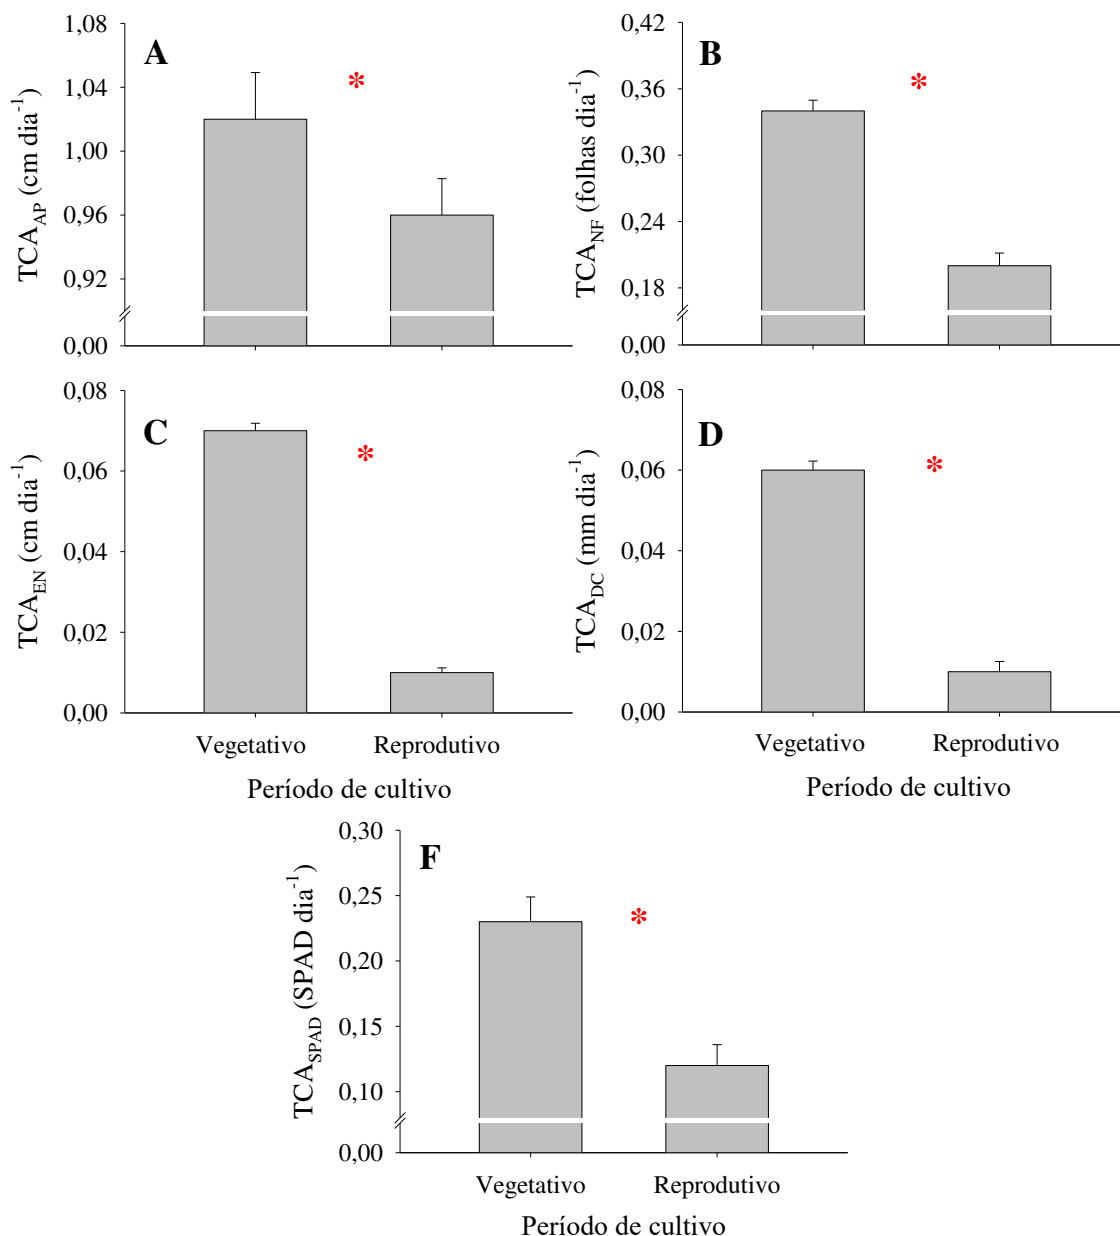 A
TCA_AP (cm dia⁻¹)
1,08
1,04
1,00
0,96
0,92
0,00
*
B
TCA_NF (folhas dia⁻¹)
0,42
0,36
0,30
0,24
0,18
0,00
*
C
TCA_EN (cm dia⁻¹)
0,08
0,06
0,04
0,02
0,00
*
Vegetativo Reprodutivo
Período de cultivo
D
TCA_DC (mm dia⁻¹)
0,08
0,06
0,04
0,02
0,00
*
Vegetativo Reprodutivo
Período de cultivo
F
TCA_SPAD (SPAD dia⁻¹)
0,30
0,25
0,20
0,15
0,10
0,00
*
Vegetativo Reprodutivo
Período de cultivo